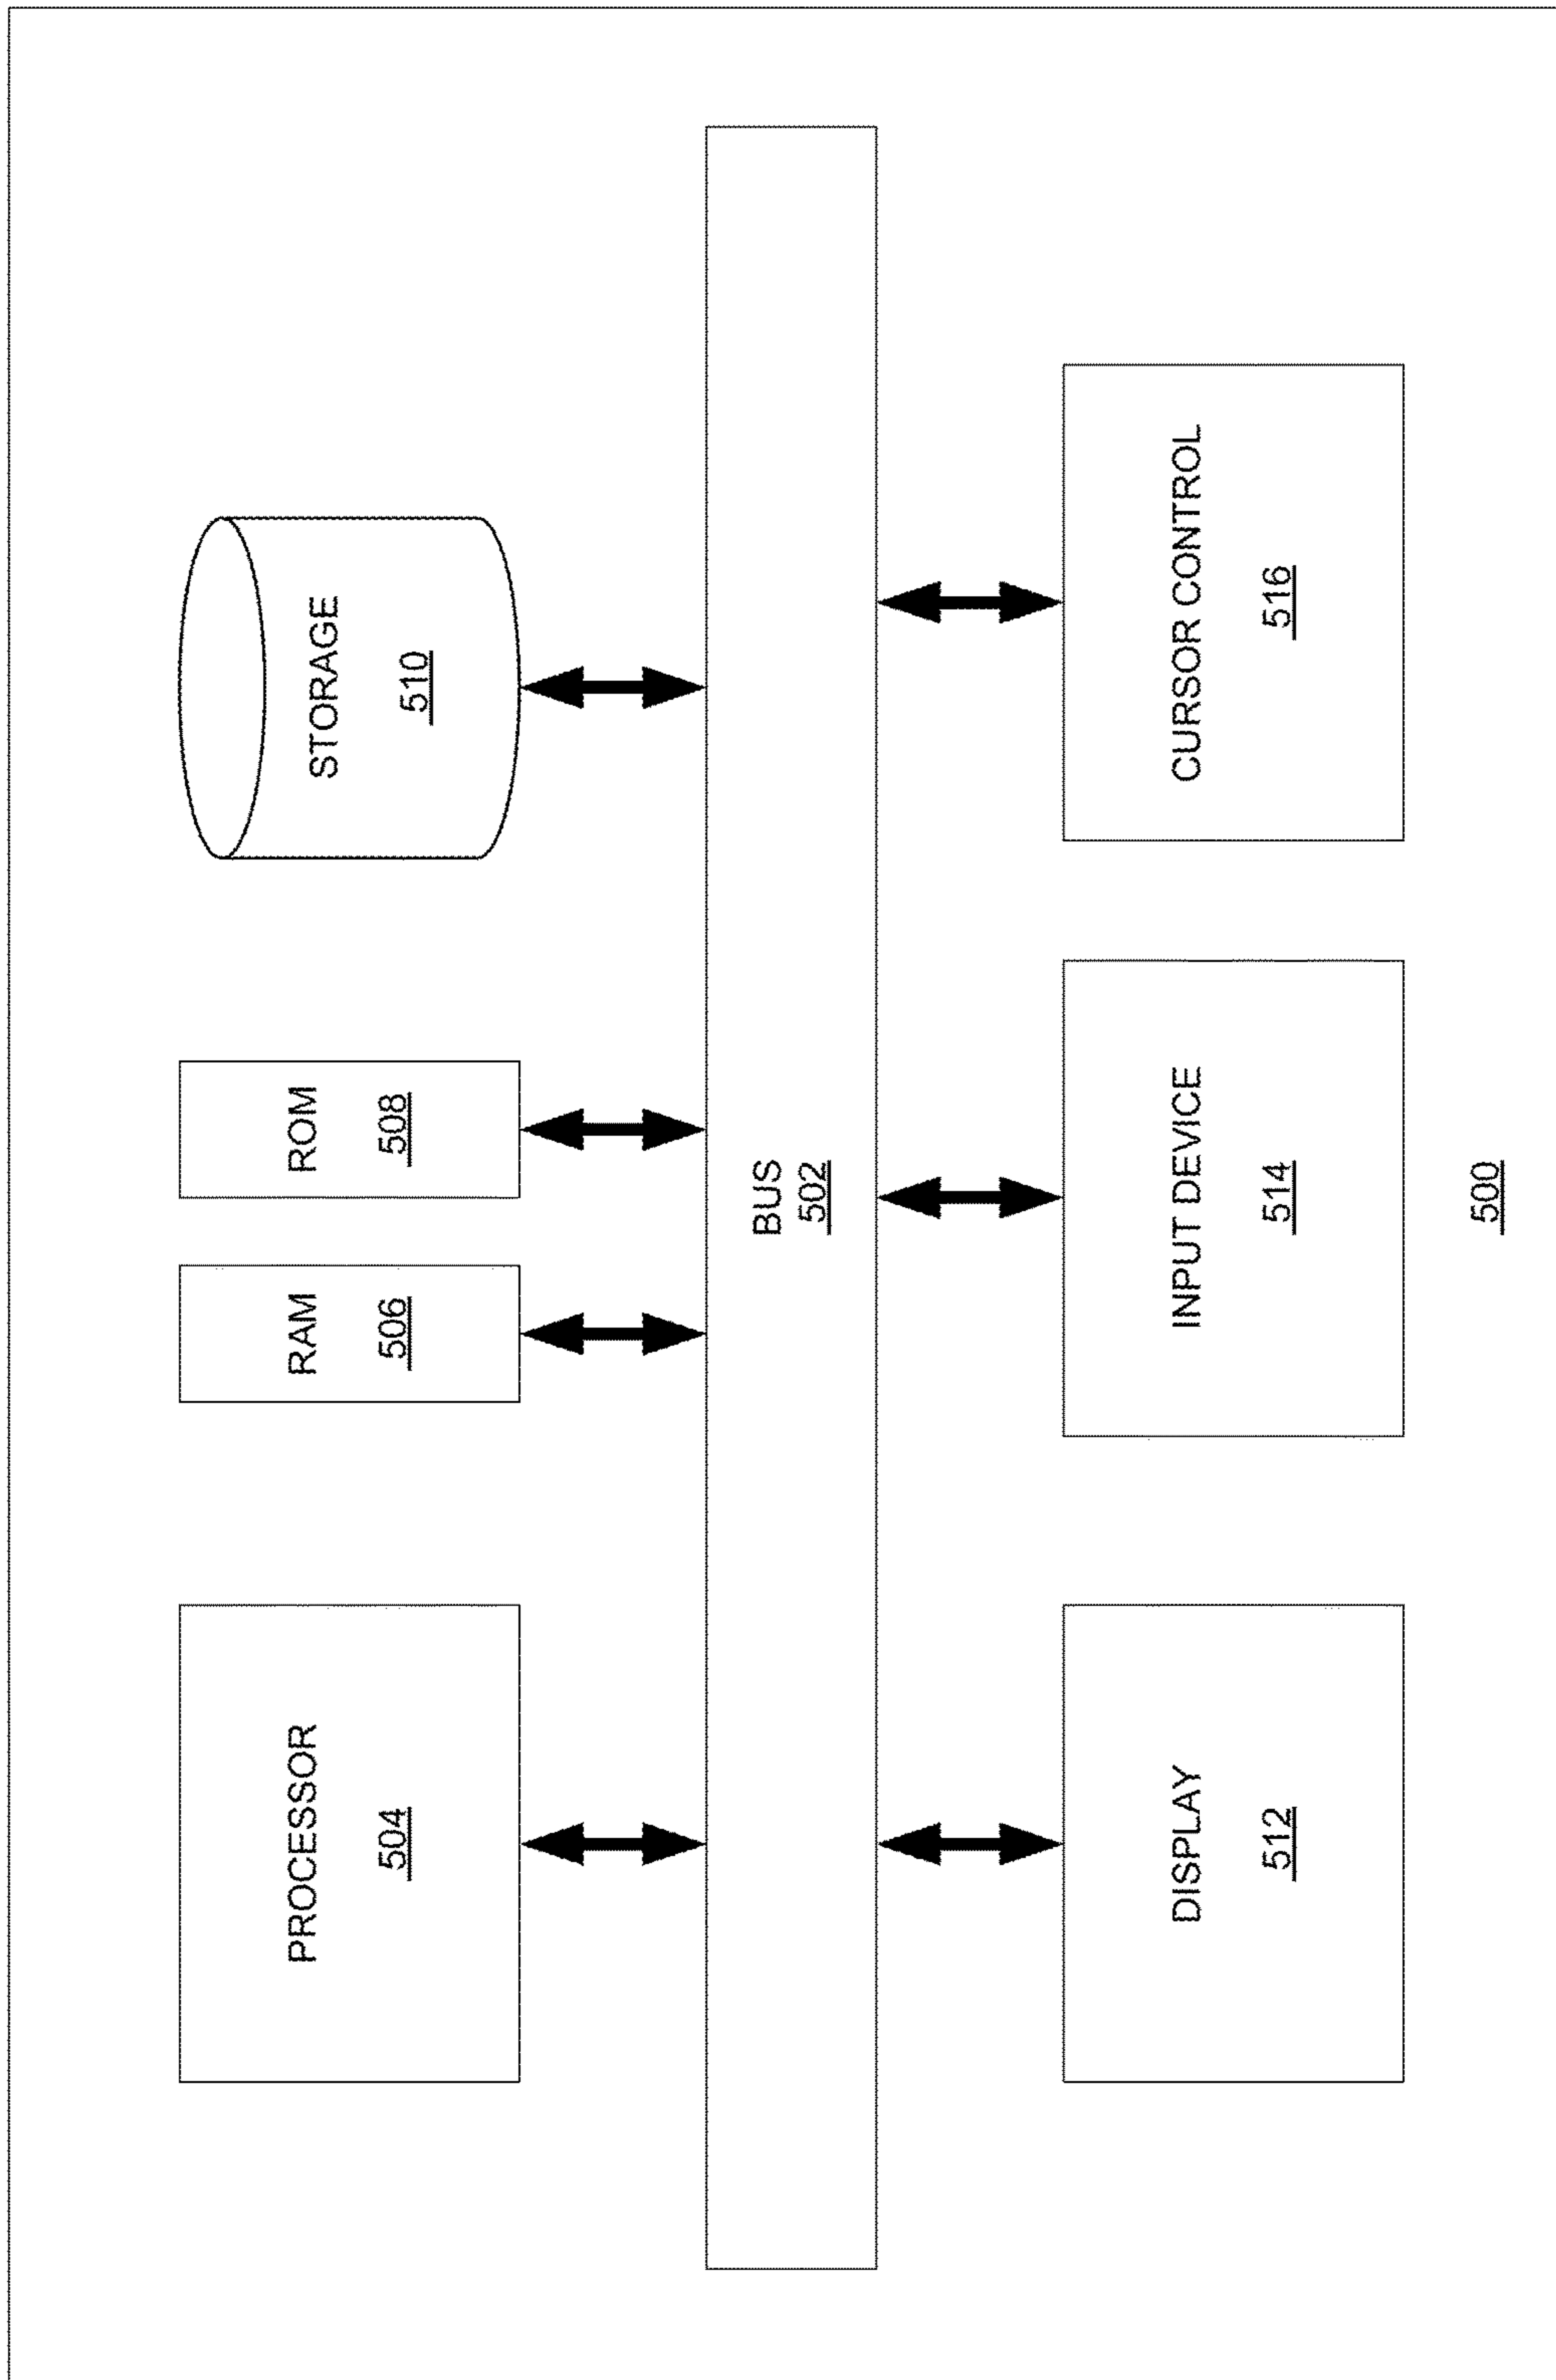 PROCESSOR
504
RAM
506
ROM
508
STORAGE
510
BUS
502
DISPLAY
512
INPUT DEVICE
514
CURSOR CONTROL
516
500